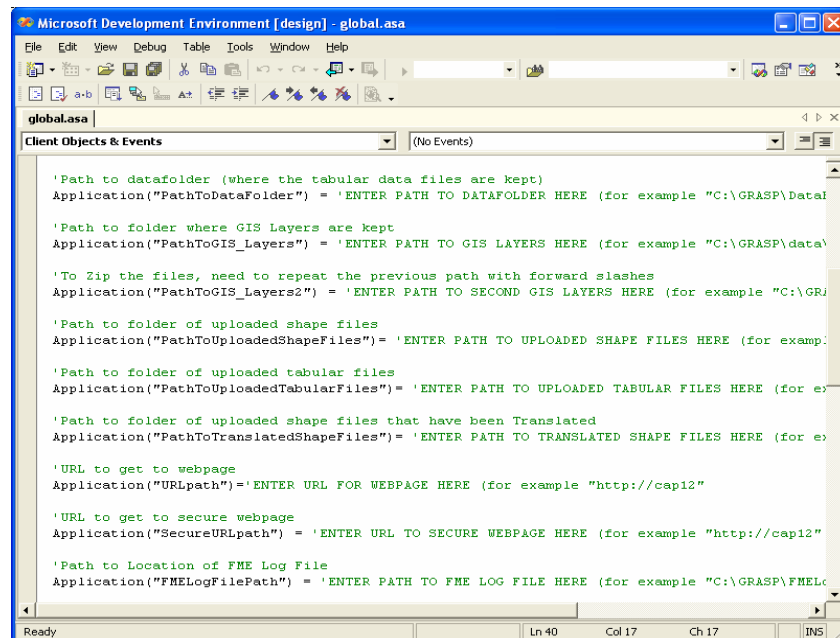 Microsoft Development Environment [design] - global.asa
File Edit View Debug Table Tools Window Help
global.asa
Client Objects & Events (No Events)
'Path to datafolder (where the tabular data files are kept)
Application("PathToDataFolder") = 'ENTER PATH TO DATAFOLDER HERE (for example "C:\GRASP\Data
'Path to folder where GIS Layers are kept
Application("PathToGIS_Layers") = 'ENTER PATH TO GIS LAYERS HERE (for example "C:\GRASP\data\
'To Zip the files, need to repeat the previous path with forward slashes
Application("PathToGIS_Layers2") = 'ENTER PATH TO SECOND GIS LAYERS HERE (for example "C:\GRA
'Path to folder of uploaded shape files
Application("PathToUploadedShapeFiles")= 'ENTER PATH TO UPLOADED SHAPE FILES HERE (for exampl
'Path to folder of uploaded tabular files
Application("PathToUploadedTabularFiles")= 'ENTER PATH TO UPLOADED TABULAR FILES HERE (for ex
'Path to folder of uploaded shape files that have been Translated
Application("PathToTranslatedShapeFiles")= 'ENTER PATH TO TRANSLATED SHAPE FILES HERE (for ex
'URL to get to webpage
Application("URLpath")='ENTER URL FOR WEBPAGE HERE (for example "http://cap12"
'URL to get to secure webpage
Application("SecureURLpath") = 'ENTER URL TO SECURE WEBPAGE HERE (for example "http://cap12"
'Path to Location of FME Log File
Application("FMELogFilePath") = 'ENTER PATH TO FME LOG FILE HERE (for example "C:\GRASP\FMELo
Ready Ln 40 Col 17 Ch 17 INS